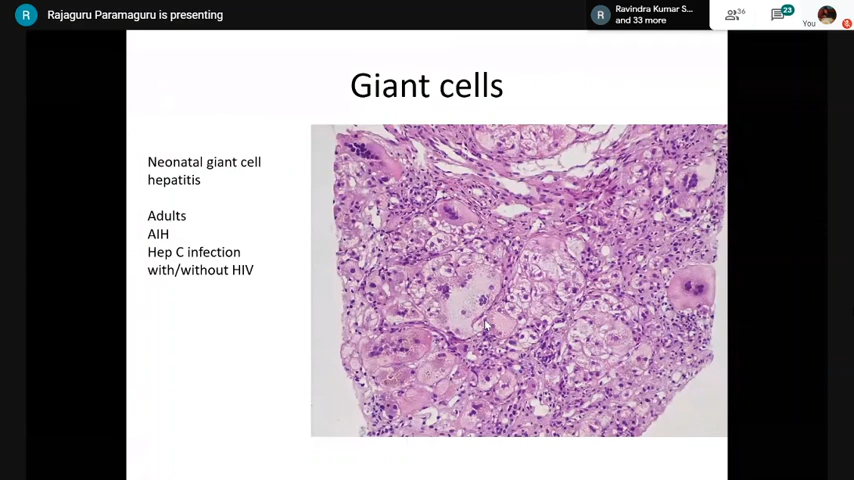 R Rajaguru Paramaguru is presenting
R Ravindra Kumar S...
and 33 more
36
23
You
Giant cells
Neonatal giant cell
hepatitis
Adults
AIH
Hep C infection
with/without HIV